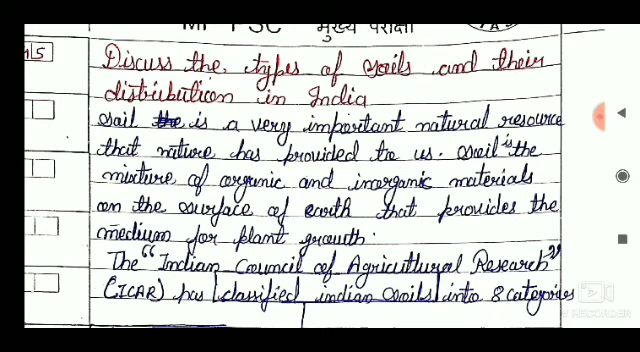 MP PSC मुख्य परीक्षा
15
Discuss the types of soils and their
distribution in India
soil the is a very important natural resource
that nature has provided to us. soil is the
mixture of organic and inorganic materials
on the surface of earth that provides the
medium for plant growth.
The "Indian Council of Agricultural Research"
(ICAR) has classified indian soils into 8 categories
RECORDER